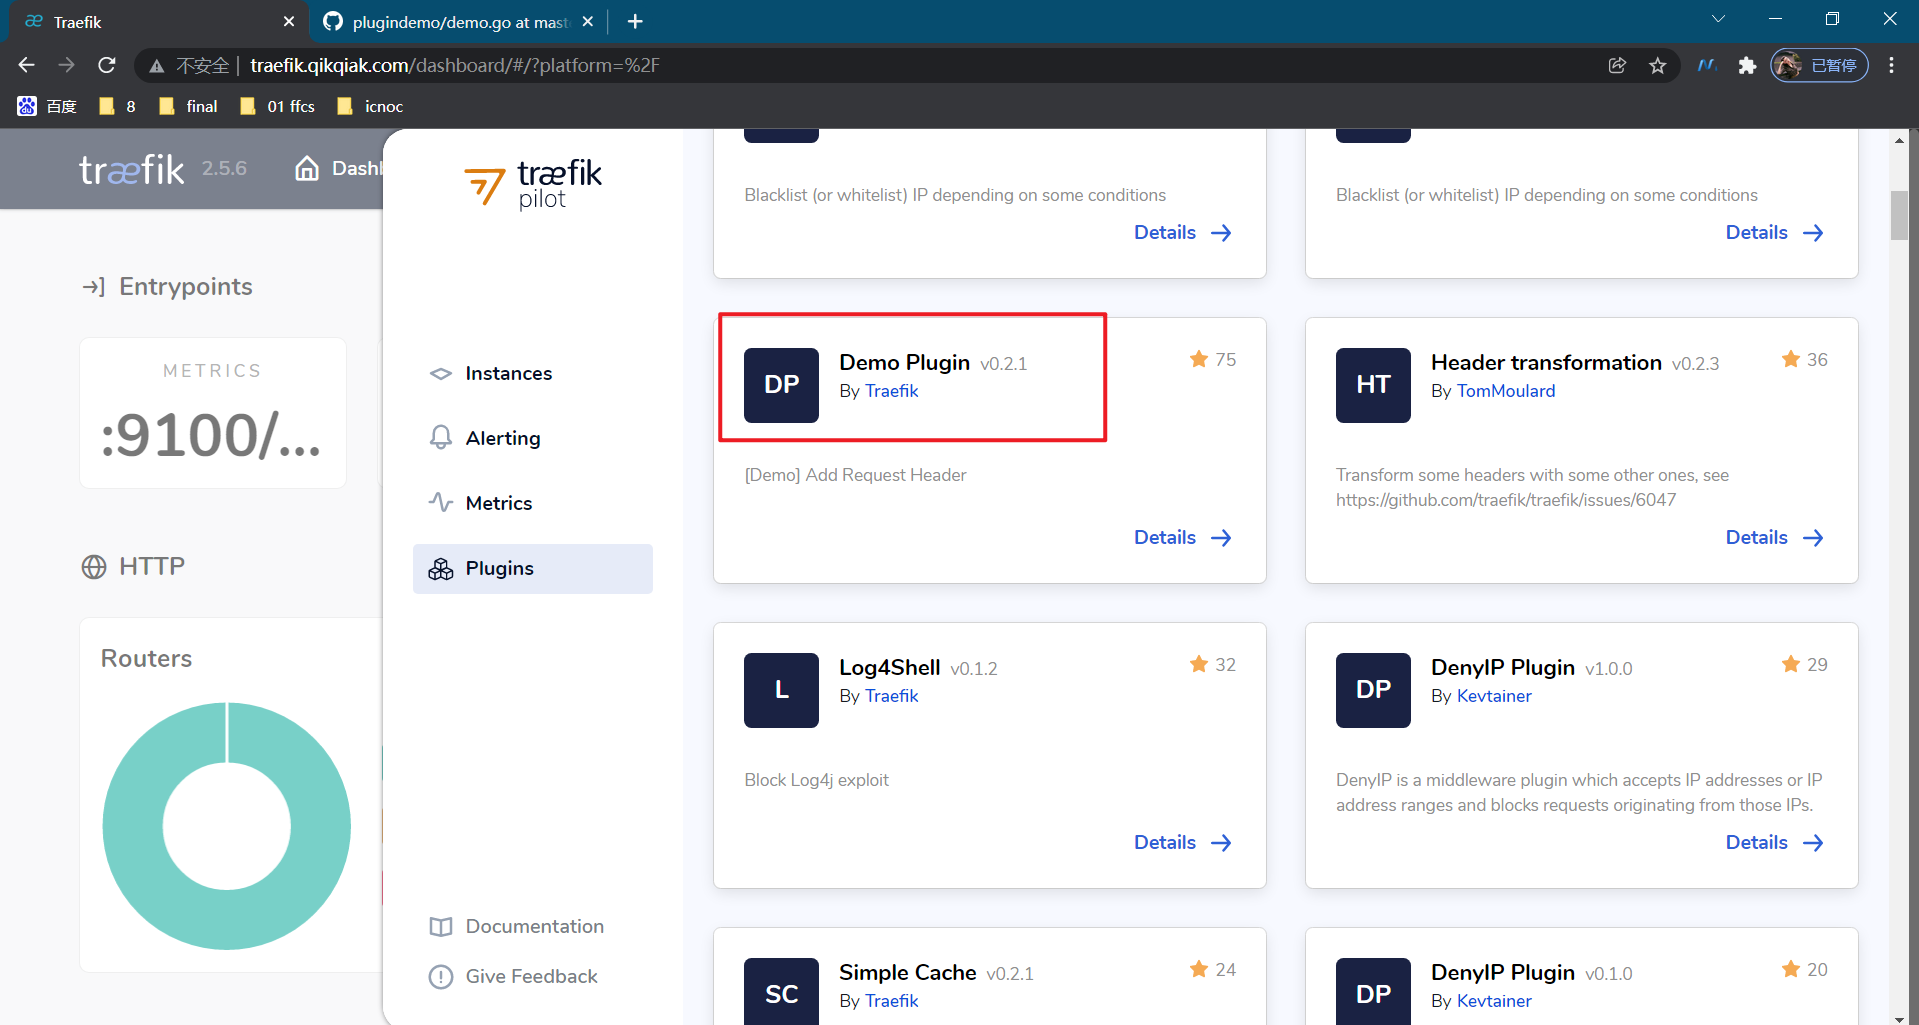 Traefik
plugindemo/demo.go at mast
不安全
traefik.qikqiak.com/dashboard/#/?platform=%2F
已暂停
百度
8
final
01 ffcs
icnoc
træfik 2.5.6
Dashb
Entrypoints
METRICS
:9100/...
HTTP
Routers
træfik
pilot
Instances
Alerting
Metrics
Plugins
Documentation
Give Feedback
Blacklist (or whitelist) IP depending on some conditions
Details
Blacklist (or whitelist) IP depending on some conditions
Details
DP
Demo Plugin v0.2.1
75
By Traefik
[Demo] Add Request Header
Details
HT
Header transformation v0.2.3
36
By TomMoulard
Transform some headers with some other ones, see
https://github.com/traefik/traefik/issues/6047
Details
L
Log4Shell v0.1.2
32
By Traefik
Block Log4j exploit
Details
DP
DenyIP Plugin v1.0.0
29
By Kevtainer
DenyIP is a middleware plugin which accepts IP addresses or IP
address ranges and blocks requests originating from those IPs.
Details
SC
Simple Cache v0.2.1
24
By Traefik
DP
DenyIP Plugin v0.1.0
20
By Kevtainer